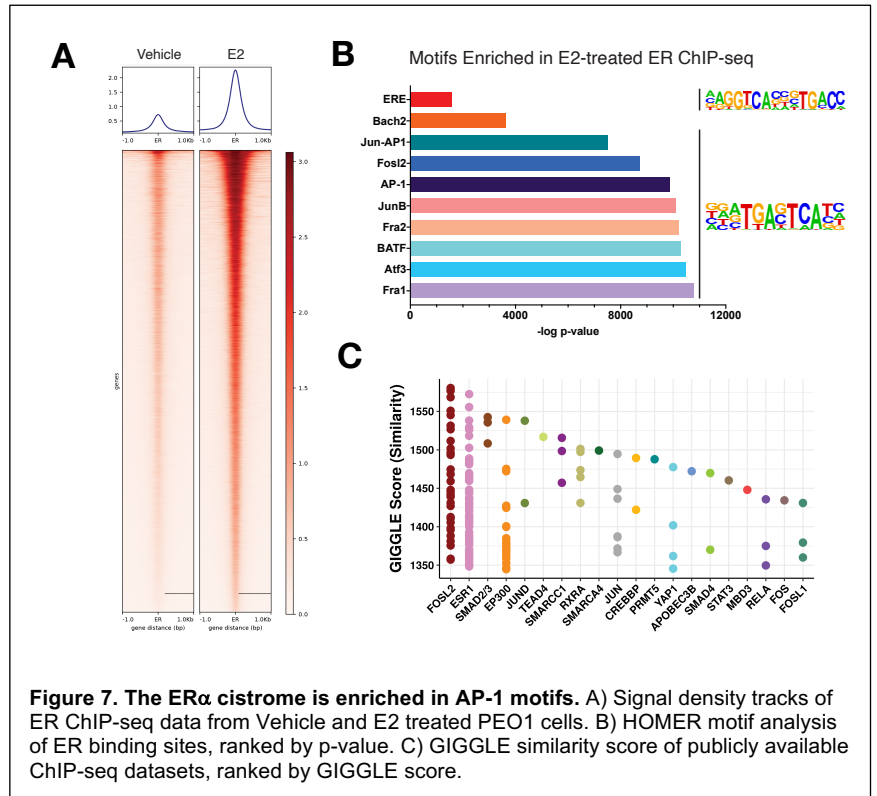 A
Vehicle
E2
2.0
1.5
1.0
0.5
-1.0 ER 1.0Kb
-1.0 ER 1.0Kb
genes
3.0
2.5
2.0
1.5
1.0
0.5
0.0
-1.0 ER 1.0Kb
gene distance (bp)
-1.0 ER 1.0Kb
gene distance (bp)
B
Motifs Enriched in E2-treated ER ChIP-seq
ERE
Bach2
Jun-AP1
Fosl2
AP-1
JunB
Fra2
BATF
Atf3
Fra1
0 4000 8000 12000
-log p-value
AGGTCA TGACC
TGA TCA
C
GIGGLE Score (Similarity)
1550
1500
1450
1400
1350
FOSL2
ESR1
SMAD2/3
EP300
JUND
TEAD4
SMARCC1
RXRA
SMARCA4
JUN
CREBBP
PRMT5
YAP1
APOBEC3B
SMAD4
STAT3
MBD3
RELA
FOS
FOSL1
Figure 7. The ERα cistrome is enriched in AP-1 motifs. A) Signal density tracks of
ER ChIP-seq data from Vehicle and E2 treated PEO1 cells. B) HOMER motif analysis
of ER binding sites, ranked by p-value. C) GIGGLE similarity score of publicly available
ChIP-seq datasets, ranked by GIGGLE score.